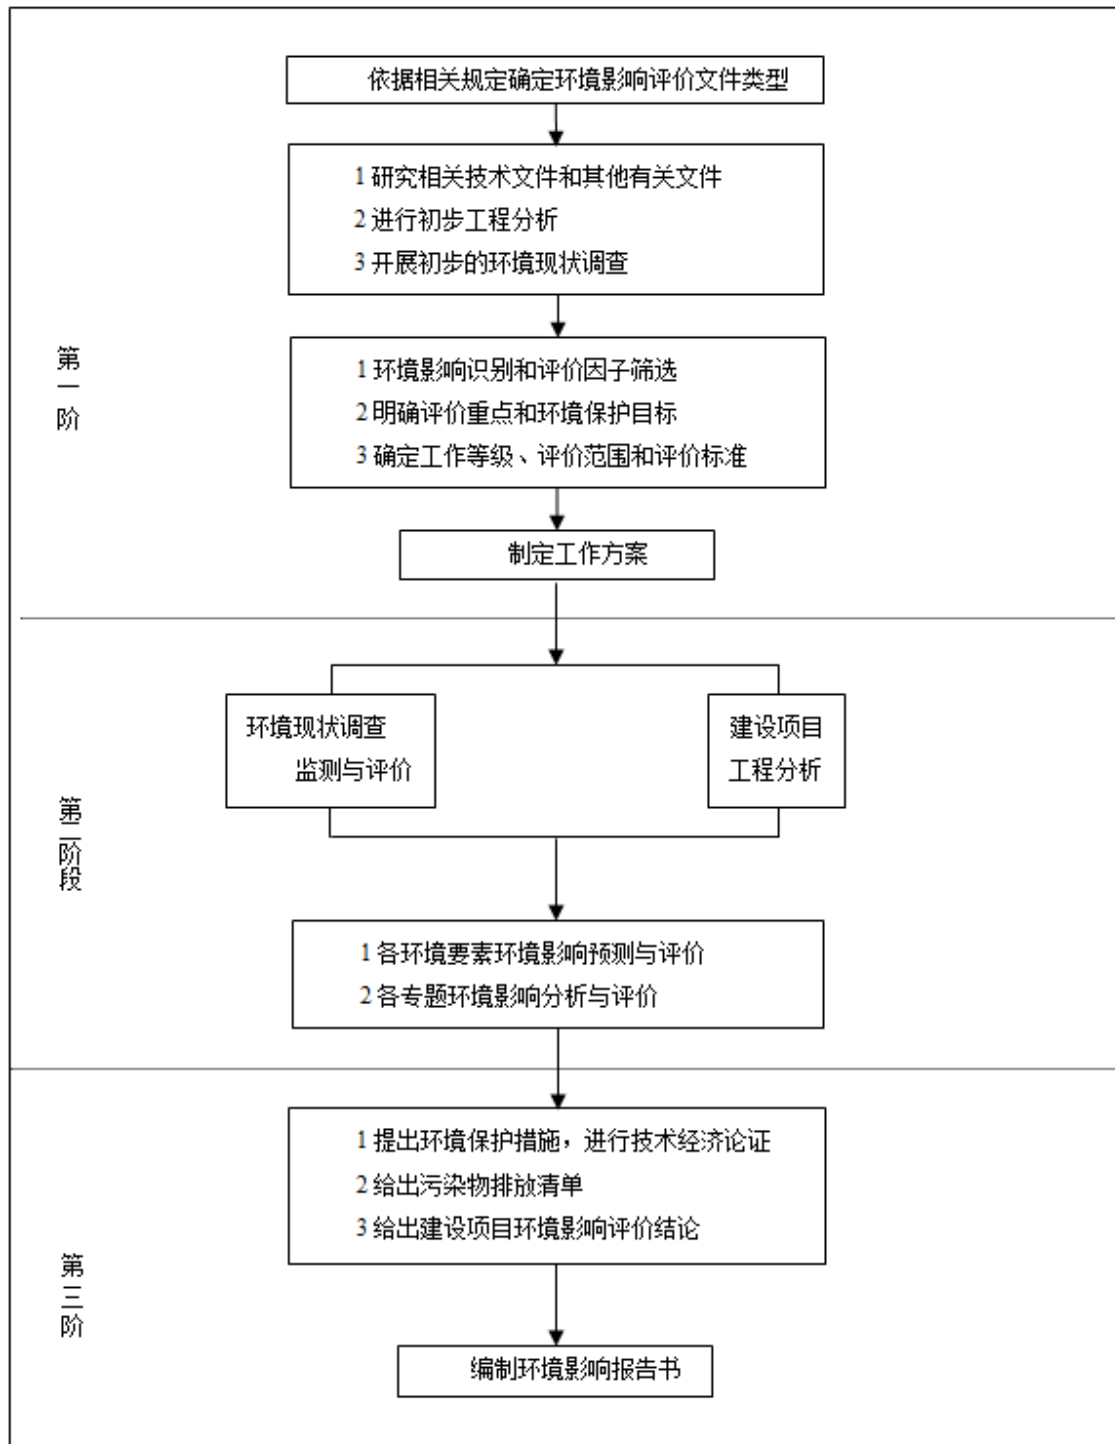 依据相关规定确定环境影响评价文件类型
1 研究相关技术文件和其他有关文件
2 进行初步工程分析
3 开展初步的环境现状调查
第一阶
1 环境影响识别和评价因子筛选
2 明确评价重点和环境保护目标
3 确定工作等级、评价范围和评价标准
制定工作方案
环境现状调查
监测与评价
建设项目
工程分析
第二阶段
1 各环境要素环境影响预测与评价
2 各专题环境影响分析与评价
1 提出环境保护措施，进行技术经济论证
2 给出污染物排放清单
3 给出建设项目环境影响评价结论
第三阶
编制环境影响报告书